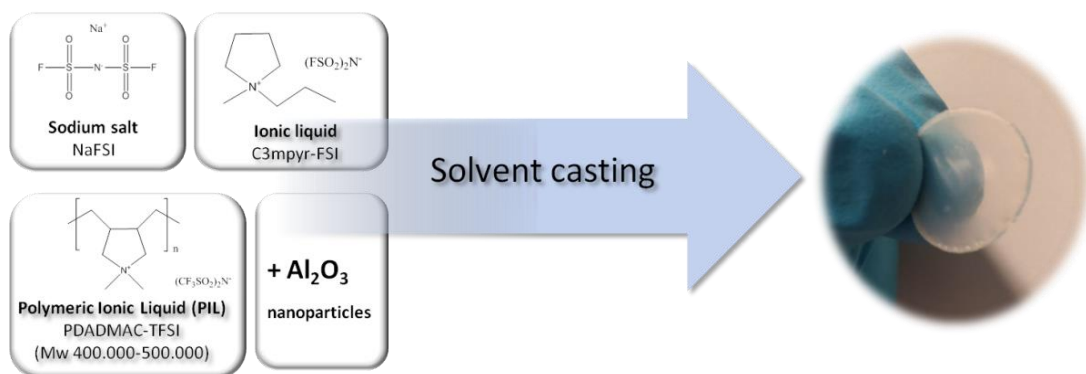 Na⁺
O O
F S N⁻ S F
O O
Sodium salt
NaFSI
(FSO₂)₂N⁻
N⁺
Ionic liquid
C3mpyr-FSI
n
N⁺
(CF₃SO₂)₂N⁻
Polymeric Ionic Liquid (PIL)
PDADMAC-TFSI
(Mw 400.000-500.000)
+ Al₂O₃
nanoparticles
Solvent casting